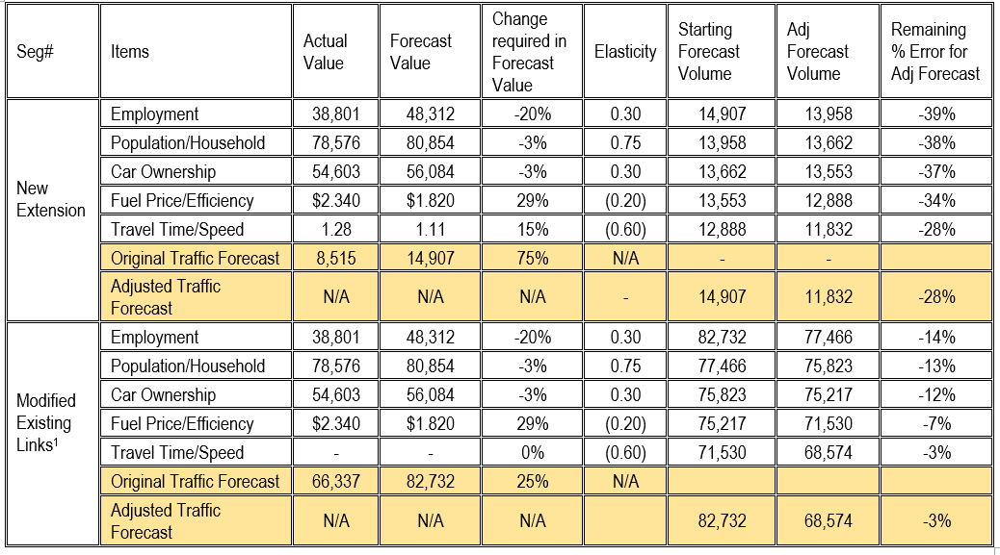 Seg# Items Actual Value Forecast Value Change required in Forecast Value Elasticity Starting Forecast Volume Adj Forecast Volume Remaining % Error for Adj Forecast
New Extension
Employment 38,801 48,312 -20% 0.30 14,907 13,958 -39%
Population/Household 78,576 80,854 -3% 0.75 13,958 13,662 -38%
Car Ownership 54,603 56,084 -3% 0.30 13,662 13,553 -37%
Fuel Price/Efficiency $2.340 $1.820 29% (0.20) 13,553 12,888 -34%
Travel Time/Speed 1.28 1.11 15% (0.60) 12,888 11,832 -28%
Original Traffic Forecast 8,515 14,907 75% N/A - -
Adjusted Traffic Forecast N/A N/A N/A - 14,907 11,832 -28%
Modified Existing Links¹
Employment 38,801 48,312 -20% 0.30 82,732 77,466 -14%
Population/Household 78,576 80,854 -3% 0.75 77,466 75,823 -13%
Car Ownership 54,603 56,084 -3% 0.30 75,823 75,217 -12%
Fuel Price/Efficiency $2.340 $1.820 29% (0.20) 75,217 71,530 -7%
Travel Time/Speed - - 0% (0.60) 71,530 68,574 -3%
Original Traffic Forecast 66,337 82,732 25% N/A
Adjusted Traffic Forecast N/A N/A N/A 82,732 68,574 -3%